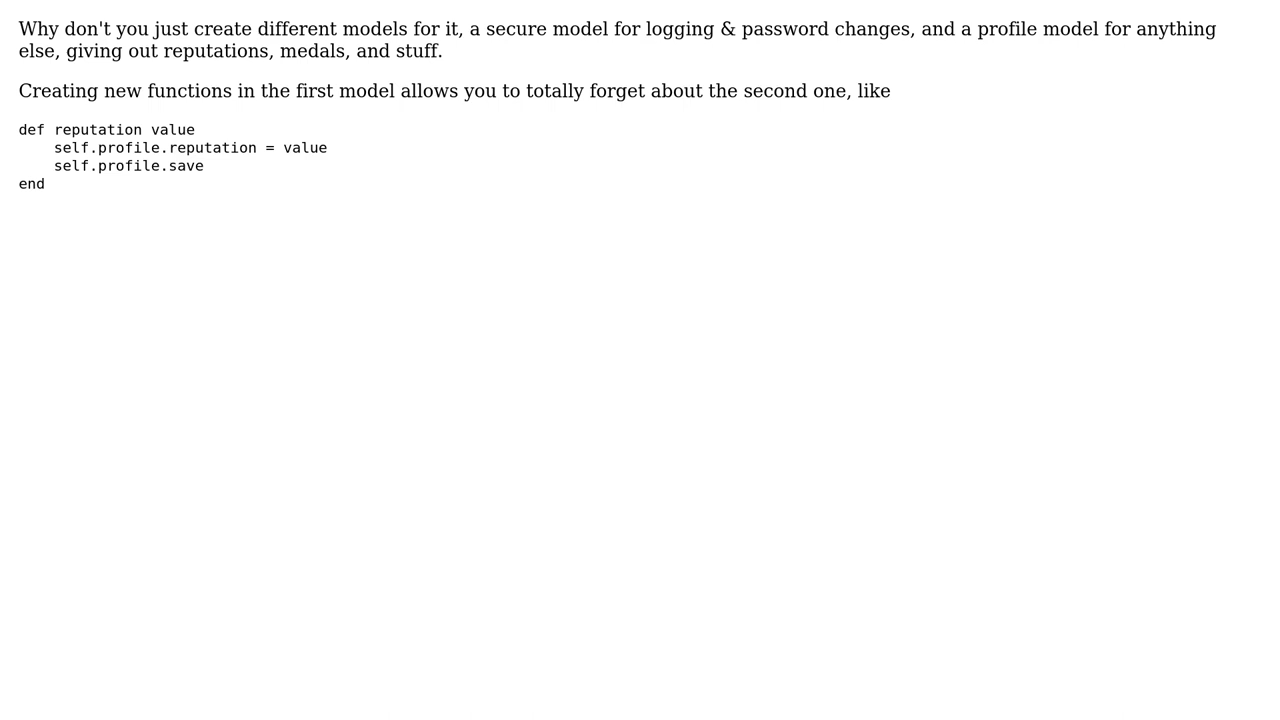 Why don't you just create different models for it, a secure model for logging & password changes, and a profile model for anything
else, giving out reputations, medals, and stuff.
Creating new functions in the first model allows you to totally forget about the second one, like
def reputation value
    self.profile.reputation = value
    self.profile.save
end